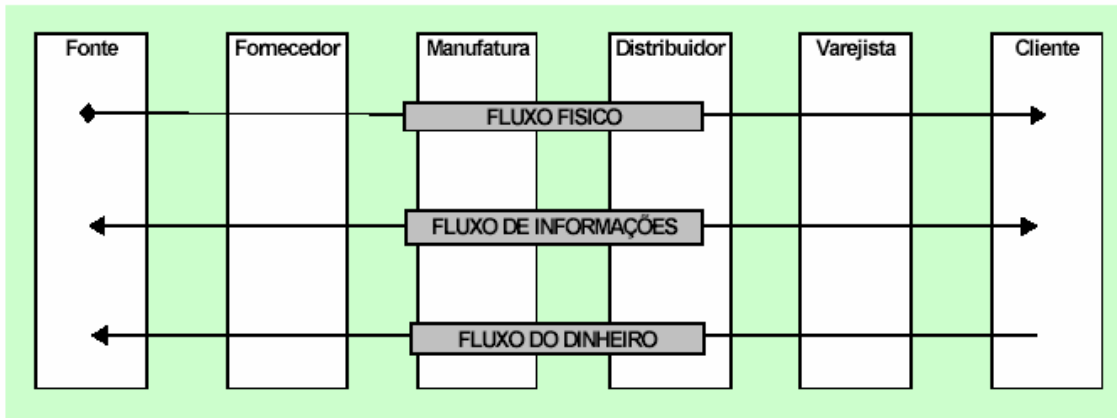 Fonte
Fornecedor
Manufatura
Distribuidor
Varejista
Cliente
FLUXO FISICO
FLUXO DE INFORMAÇÕES
FLUXO DO DINHEIRO